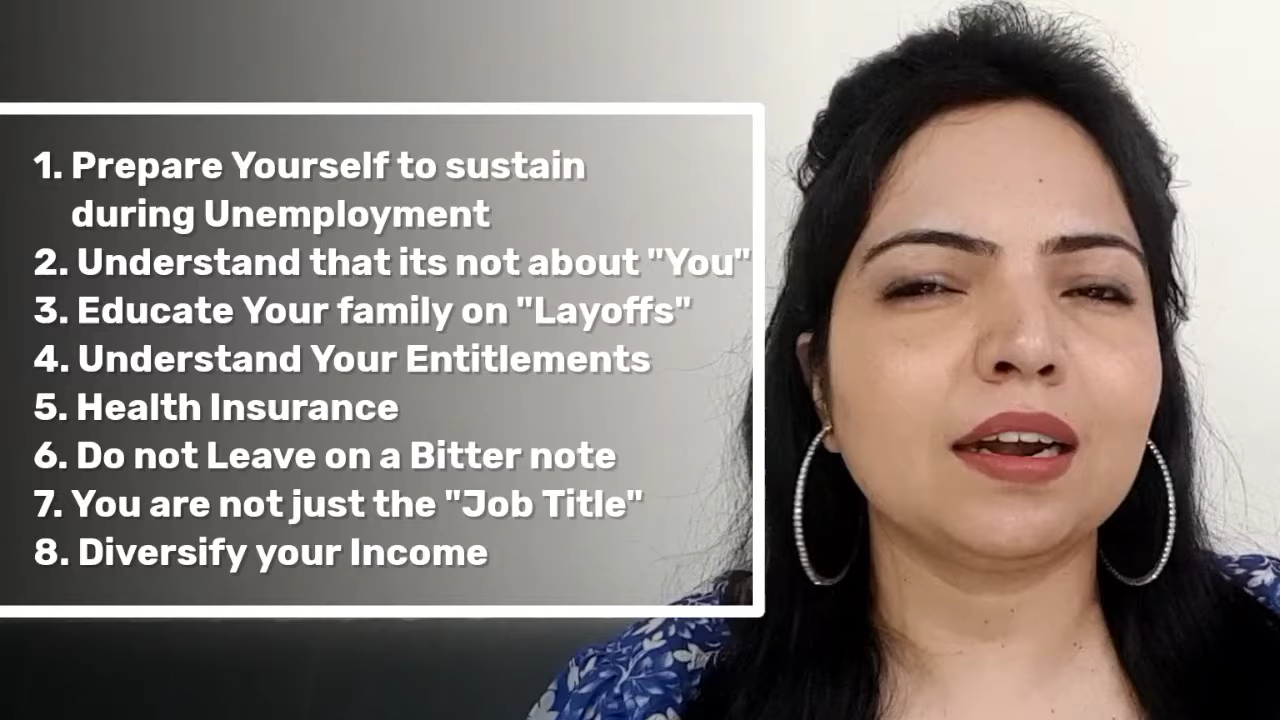 1. Prepare Yourself to sustain
during Unemployment
2. Understand that its not about "You"
3. Educate Your family on "Layoffs"
4. Understand Your Entitlements
5. Health Insurance
6. Do not Leave on a Bitter note
7. You are not just the "Job Title"
8. Diversify your Income